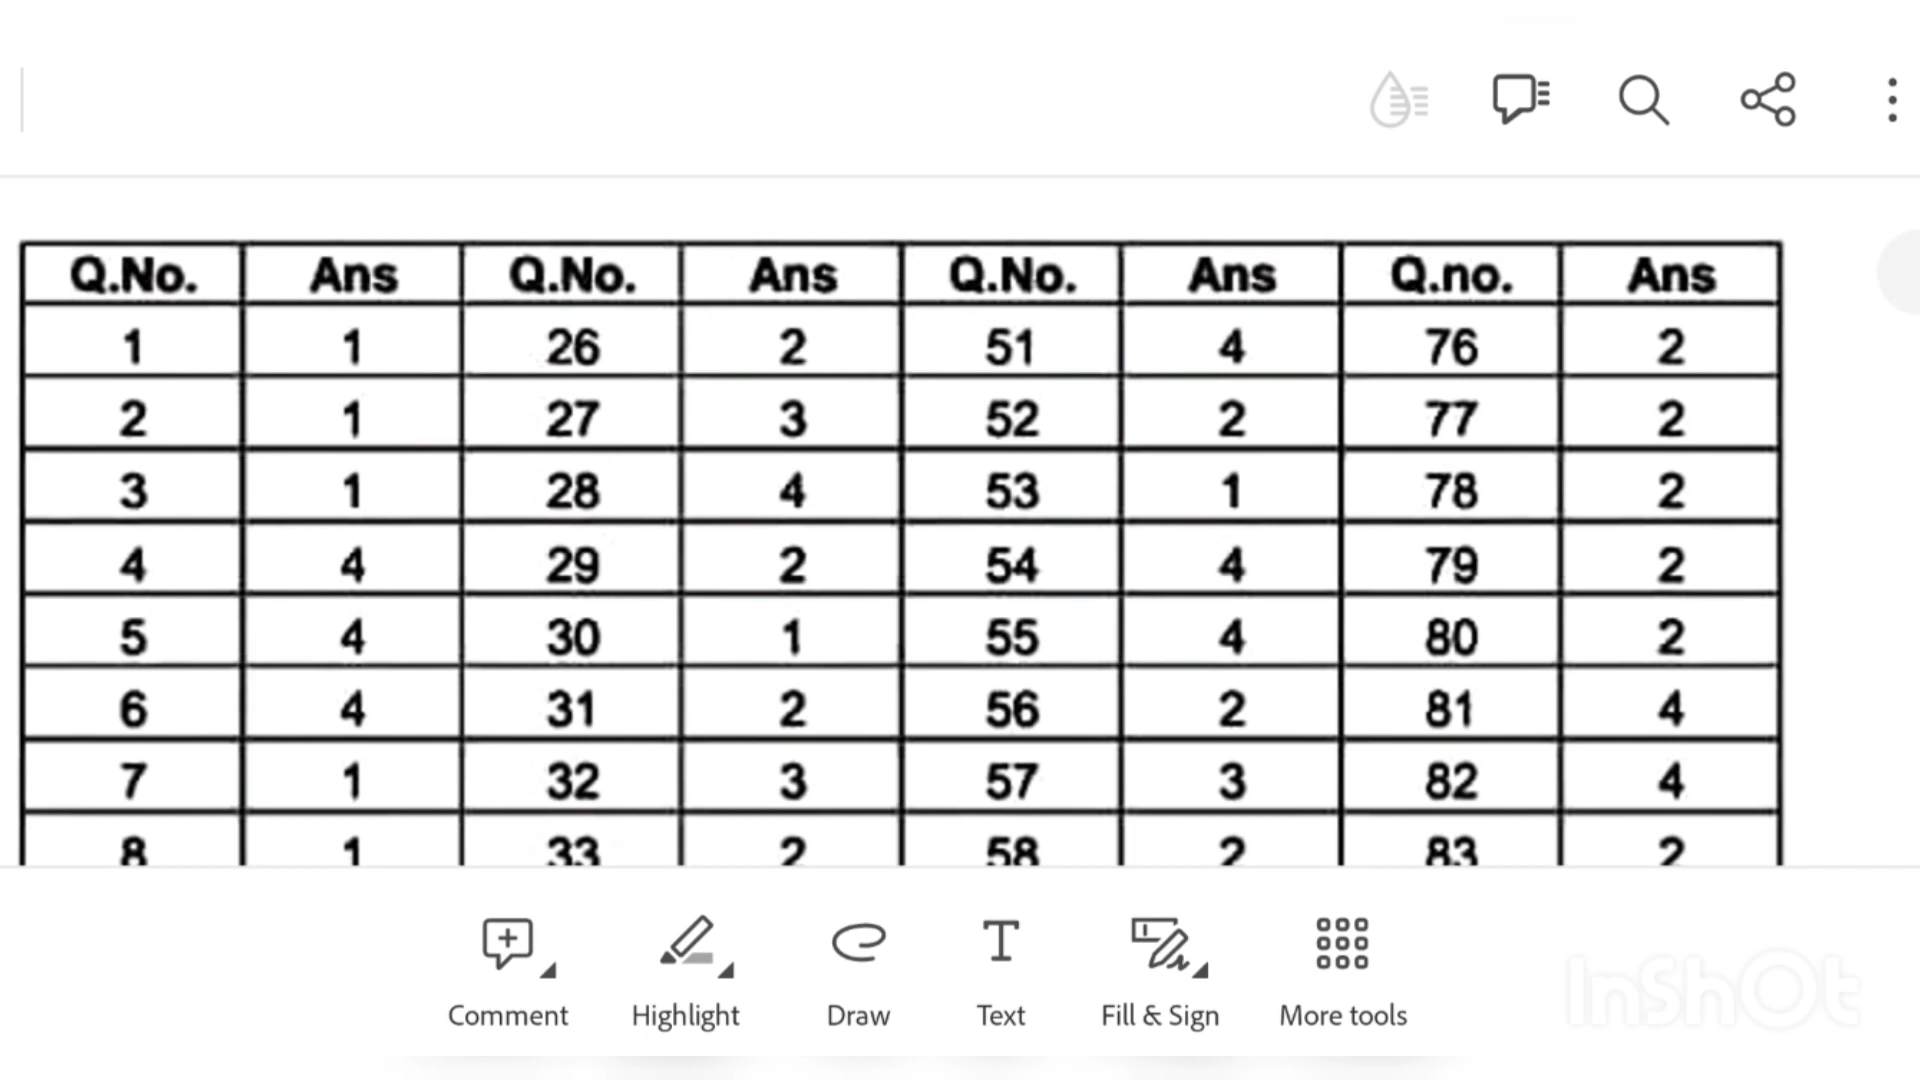 Q.No. Ans Q.No. Ans Q.No. Ans Q.no. Ans
1 1 26 2 51 4 76 2
2 1 27 3 52 2 77 2
3 1 28 4 53 1 78 2
4 4 29 2 54 4 79 2
5 4 30 1 55 4 80 2
6 4 31 2 56 2 81 4
7 1 32 3 57 3 82 4
8 1 33 2 58 2 83 2
Comment Highlight Draw Text Fill & Sign More tools
InShOt